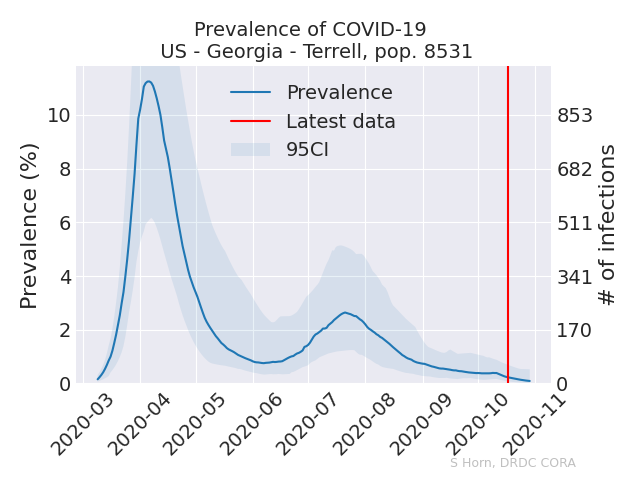 Prevalence of COVID-19
US - Georgia - Terrell, pop. 8531
Prevalence
Latest data
95CI
Prevalence (%)
10
8
6
4
2
0
853
682
511
341
170
0
# of infections
2020-03
2020-04
2020-05
2020-06
2020-07
2020-08
2020-09
2020-10
2020-11
S Horn, DRDC CORA